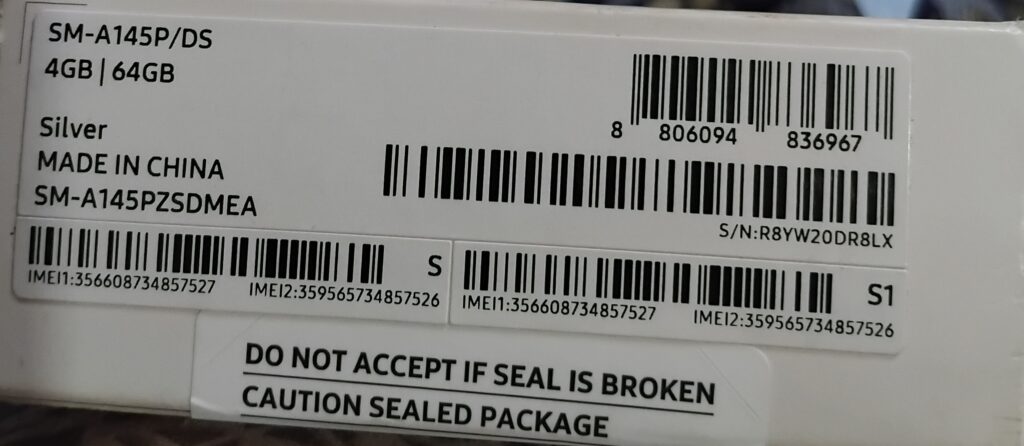 SM-A145P/DS
4GB | 64GB
8 806094 836967
Silver
MADE IN CHINA
SM-A145PZSDMEA
S/N:R8YW20DR8LX
S
IMEI1:356608734857527 IMEI2:359565734857526
S1
IMEI1:356608734857527 IMEI2:359565734857526
DO NOT ACCEPT IF SEAL IS BROKEN
CAUTION SEALED PACKAGE